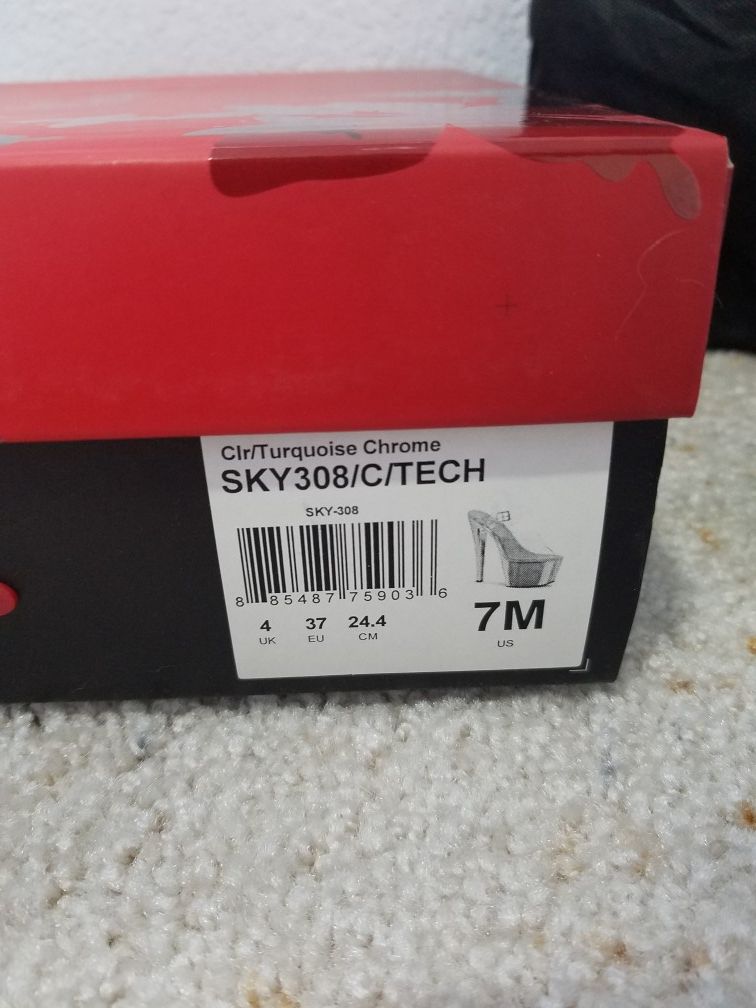 Clr/Turquoise Chrome
SKY308/C/TECH
SKY-308
8 85487 75903 6
4 37 24.4
UK EU CM
7M
US